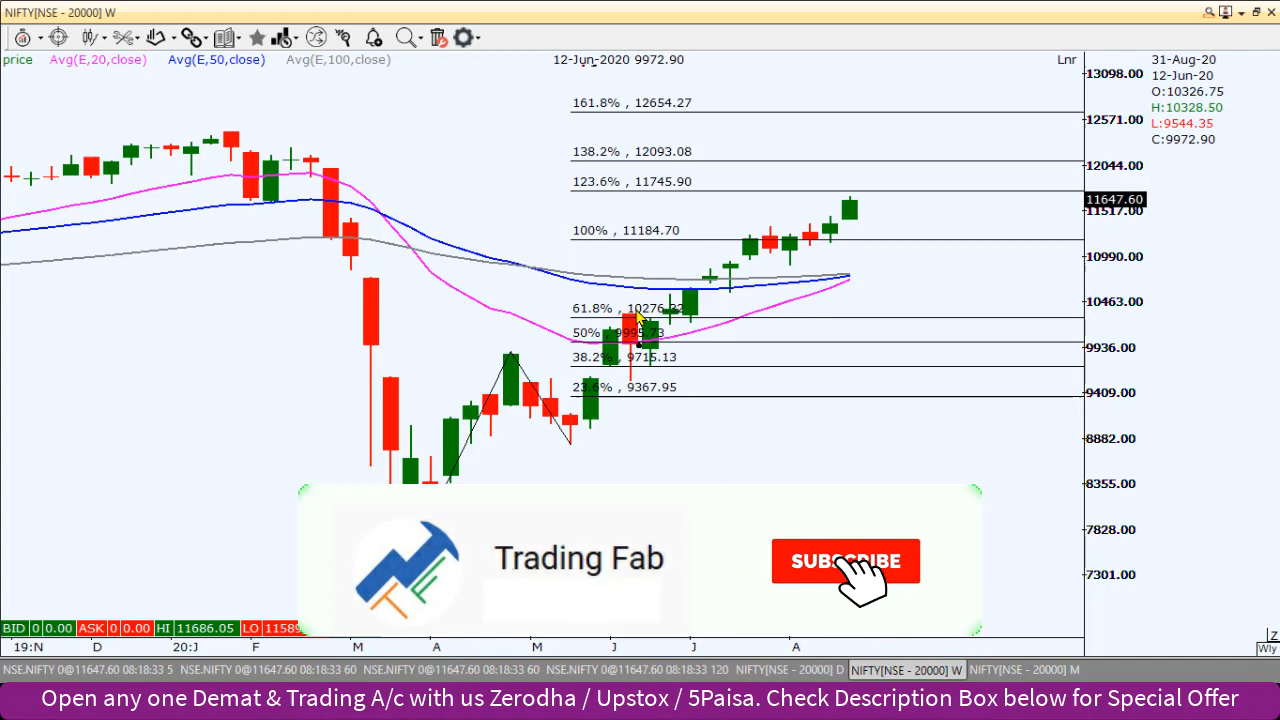 NIFTY[NSE - 20000] W
price Avg(E,20,close) Avg(E,50,close) Avg(E,100,close) 12-Jun-2020 9972.90 Lnr
31-Aug-20
12-Jun-20
O:10326.75
H:10328.50
L:9544.35
C:9972.90
13098.00
12571.00
12044.00
11647.60
11517.00
10990.00
10463.00
9936.00
9409.00
8882.00
8355.00
7828.00
7301.00
161.8% , 12654.27
138.2% , 12093.08
123.6% , 11745.90
100% , 11184.70
61.8% , 10276.32
50% , 9995.73
38.2% , 9715.13
23.6% , 9367.95
Trading Fab
SUBSCRIBE
BID 0 0.00 ASK 0 0.00 HI 11686.05 LO 11589
19:N D 20:J F M A M J J A
Z
Wly
NSE.NIFTY 0@11647.60 08:18:33 5 NSE.NIFTY 0@11647.60 08:18:33 60 NSE.NIFTY 0@11647.60 08:18:33 60 NSE.NIFTY 0@11647.60 08:18:33 120 NIFTY[NSE - 20000] D NIFTY[NSE - 20000] W NIFTY[NSE - 20000] M
Open any one Demat & Trading A/c with us Zerodha / Upstox / 5Paisa. Check Description Box below for Special Offer